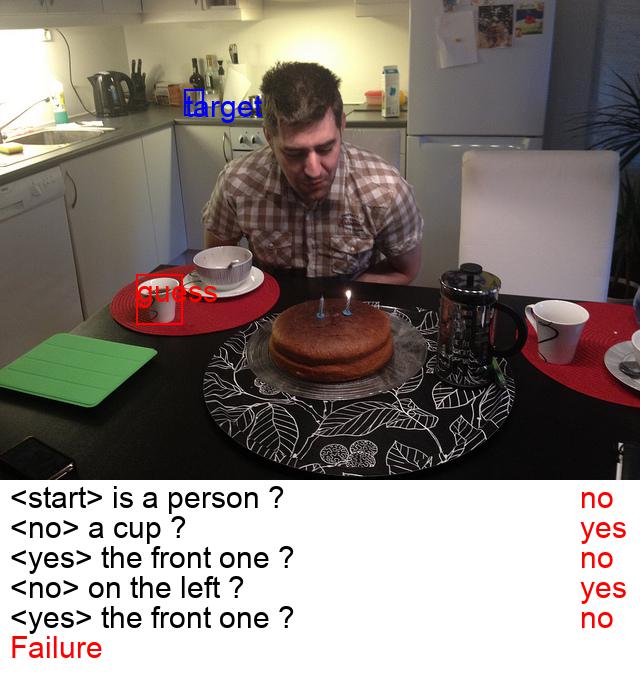 target
guess
<start> is a person ? no
<no> a cup ? yes
<yes> the front one ? no
<no> on the left ? yes
<yes> the front one ? no
Failure